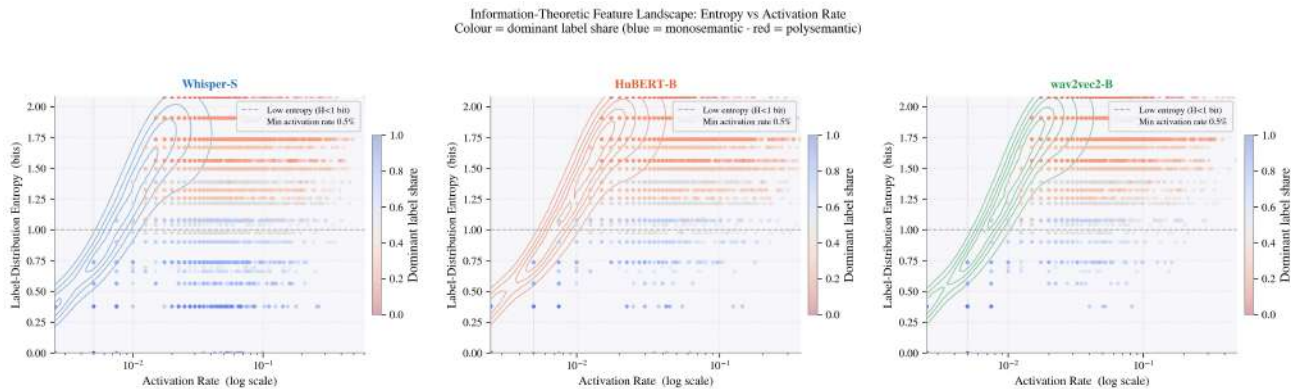 Information-Theoretic Feature Landscape: Entropy vs Activation Rate
Colour = dominant label share (blue = monosemantic · red = polysemantic)
Whisper-S
Label-Distribution Entropy (bits)
2.00
1.75
1.50
1.25
1.00
0.75
0.50
0.25
0.00
Low entropy (H<1 bit)
Min activation rate 0.5%
10⁻²
10⁻¹
Activation Rate (log scale)
1.0
0.8
0.6
0.4
0.2
0.0
Dominant label share
HuBERT-B
Label-Distribution Entropy (bits)
2.00
1.75
1.50
1.25
1.00
0.75
0.50
0.25
0.00
Low entropy (H<1 bit)
Min activation rate 0.5%
10⁻²
10⁻¹
Activation Rate (log scale)
1.0
0.8
0.6
0.4
0.2
0.0
Dominant label share
wav2vec2-B
Label-Distribution Entropy (bits)
2.00
1.75
1.50
1.25
1.00
0.75
0.50
0.25
0.00
Low entropy (H<1 bit)
Min activation rate 0.5%
10⁻²
10⁻¹
Activation Rate (log scale)
1.0
0.8
0.6
0.4
0.2
0.0
Dominant label share